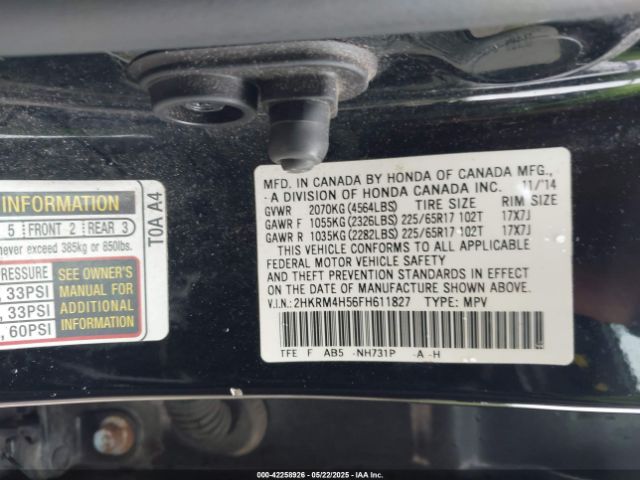 INFORMATION
5 FRONT 2 REAR 3
never exceed 385kg or 850lbs.
PRESSURE
, 33PSI
, 33PSI
, 60PSI
SEE OWNER'S
MANUAL FOR
ADDITIONAL
INFORMATION
T0A A4
MFD. IN CANADA BY HONDA OF CANADA MFG.,
-A DIVISION OF HONDA CANADA INC. 11/'14
GVWR 2070KG(4564LBS) TIRE SIZE RIM SIZE
GAWR F 1055KG(2326LBS) 225/65R17 102T 17X7J
GAWR R 1035KG(2282LBS) 225/65R17 102T 17X7J
THIS VEHICLE CONFORMS TO ALL APPLICABLE
FEDERAL MOTOR VEHICLE SAFETY
AND THEFT PREVENTION STANDARDS IN EFFECT
ON THE DATE OF MANUFACTURE SHOWN ABOVE.
V.I.N.: 2HKRM4H56FH611827 TYPE: MPV
TFE F AB5 -NH731P -A -H
000-42258926 - 05/22/2025 - IAAI.COM